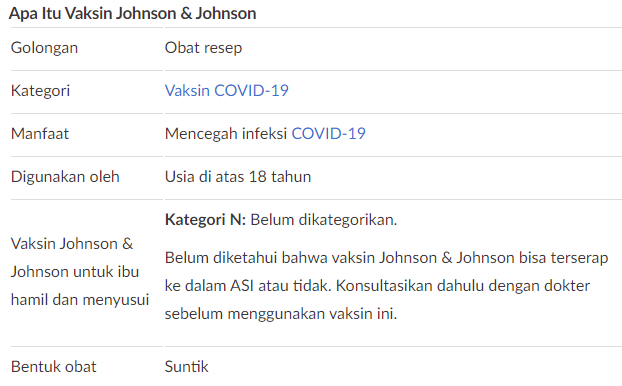 Apa Itu Vaksin Johnson & Johnson
Golongan Obat resep
Kategori Vaksin COVID-19
Manfaat Mencegah infeksi COVID-19
Digunakan oleh Usia di atas 18 tahun
Vaksin Johnson &
Johnson untuk ibu
hamil dan menyusui
Kategori N: Belum dikategorikan.
Belum diketahui bahwa vaksin Johnson & Johnson bisa terserap
ke dalam ASI atau tidak. Konsultasikan dahulu dengan dokter
sebelum menggunakan vaksin ini.
Bentuk obat Suntik